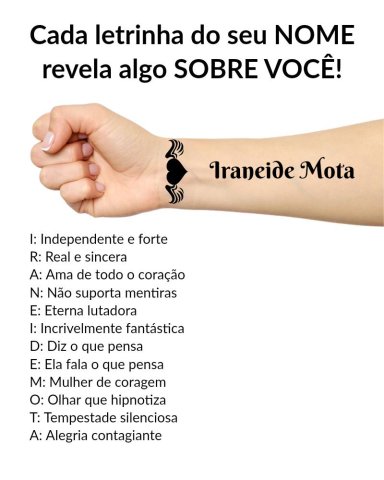 Cada letrinha do seu NOME
revela algo SOBRE VOCÊ!
Iraneide Mota
I: Independente e forte
R: Real e sincera
A: Ama de todo o coração
N: Não suporta mentiras
E: Eterna lutadora
I: Incrivelmente fantástica
D: Diz o que pensa
E: Ela fala o que pensa
M: Mulher de coragem
O: Olhar que hipnotiza
T: Tempestade silenciosa
A: Alegria contagiante